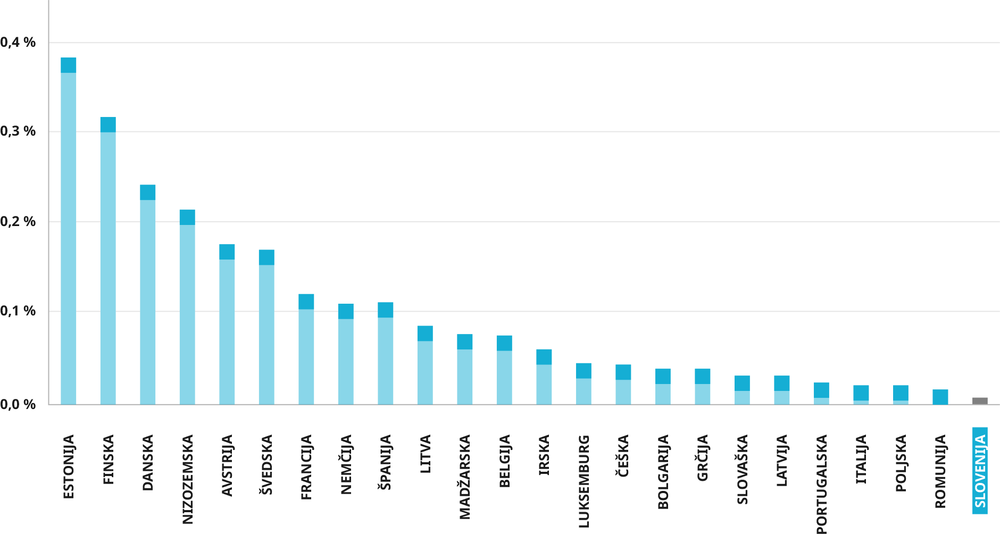 0,4 %
0,3 %
0,2 %
0,1 %
0,0 %
ESTONIJA
FINSKA
DANSKA
NIZOZEMSKA
AVSTRIJA
ŠVEDSKA
FRANCIJA
NEMČIJA
ŠPANIJA
LITVA
MADŽARSKA
BELGIJA
IRSKA
LUKSEMBURG
ČEŠKA
BOLGARIJA
GRČIJA
SLOVAŠKA
LATVIJA
PORTUGALSKA
ITALIJA
POLJSKA
ROMUNIJA
SLOVENIJA